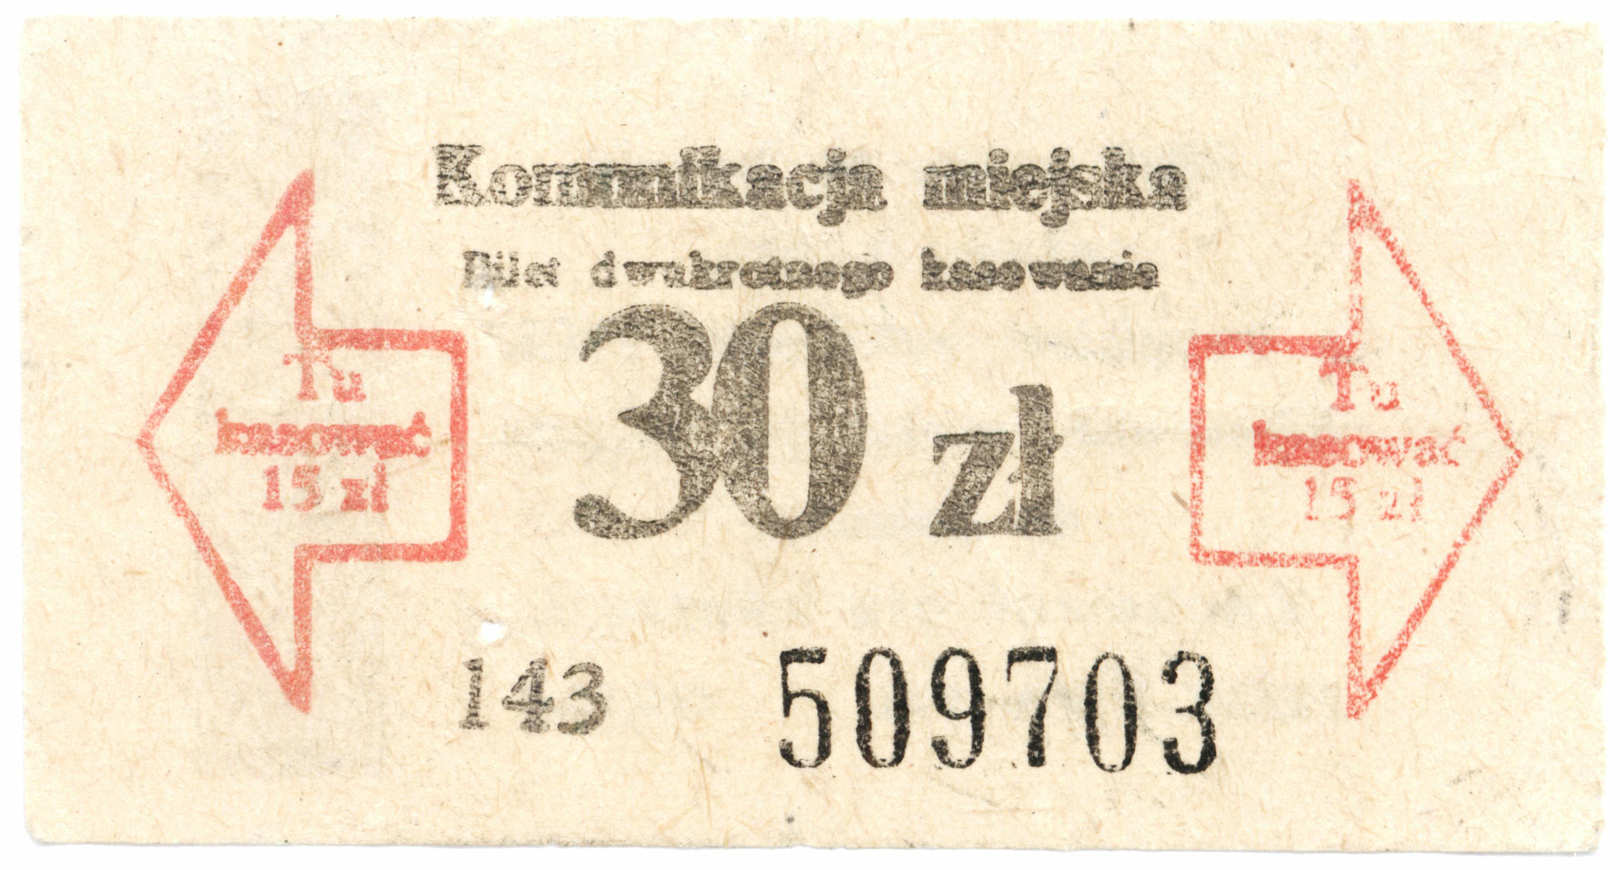 Komunikacja miejska
Bilet dwukrotnego kasowania
30 zł
Tu
kasować
15 zł
Tu
kasować
15 zł
143 509703